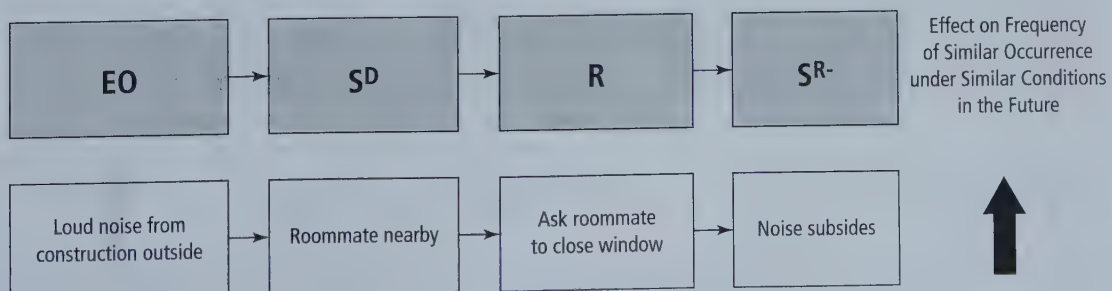 EO
S^D
R
S^R-
Effect on Frequency
of Similar Occurrence
under Similar Conditions
in the Future
Loud noise from
construction outside
Roommate nearby
Ask roommate
to close window
Noise subsides